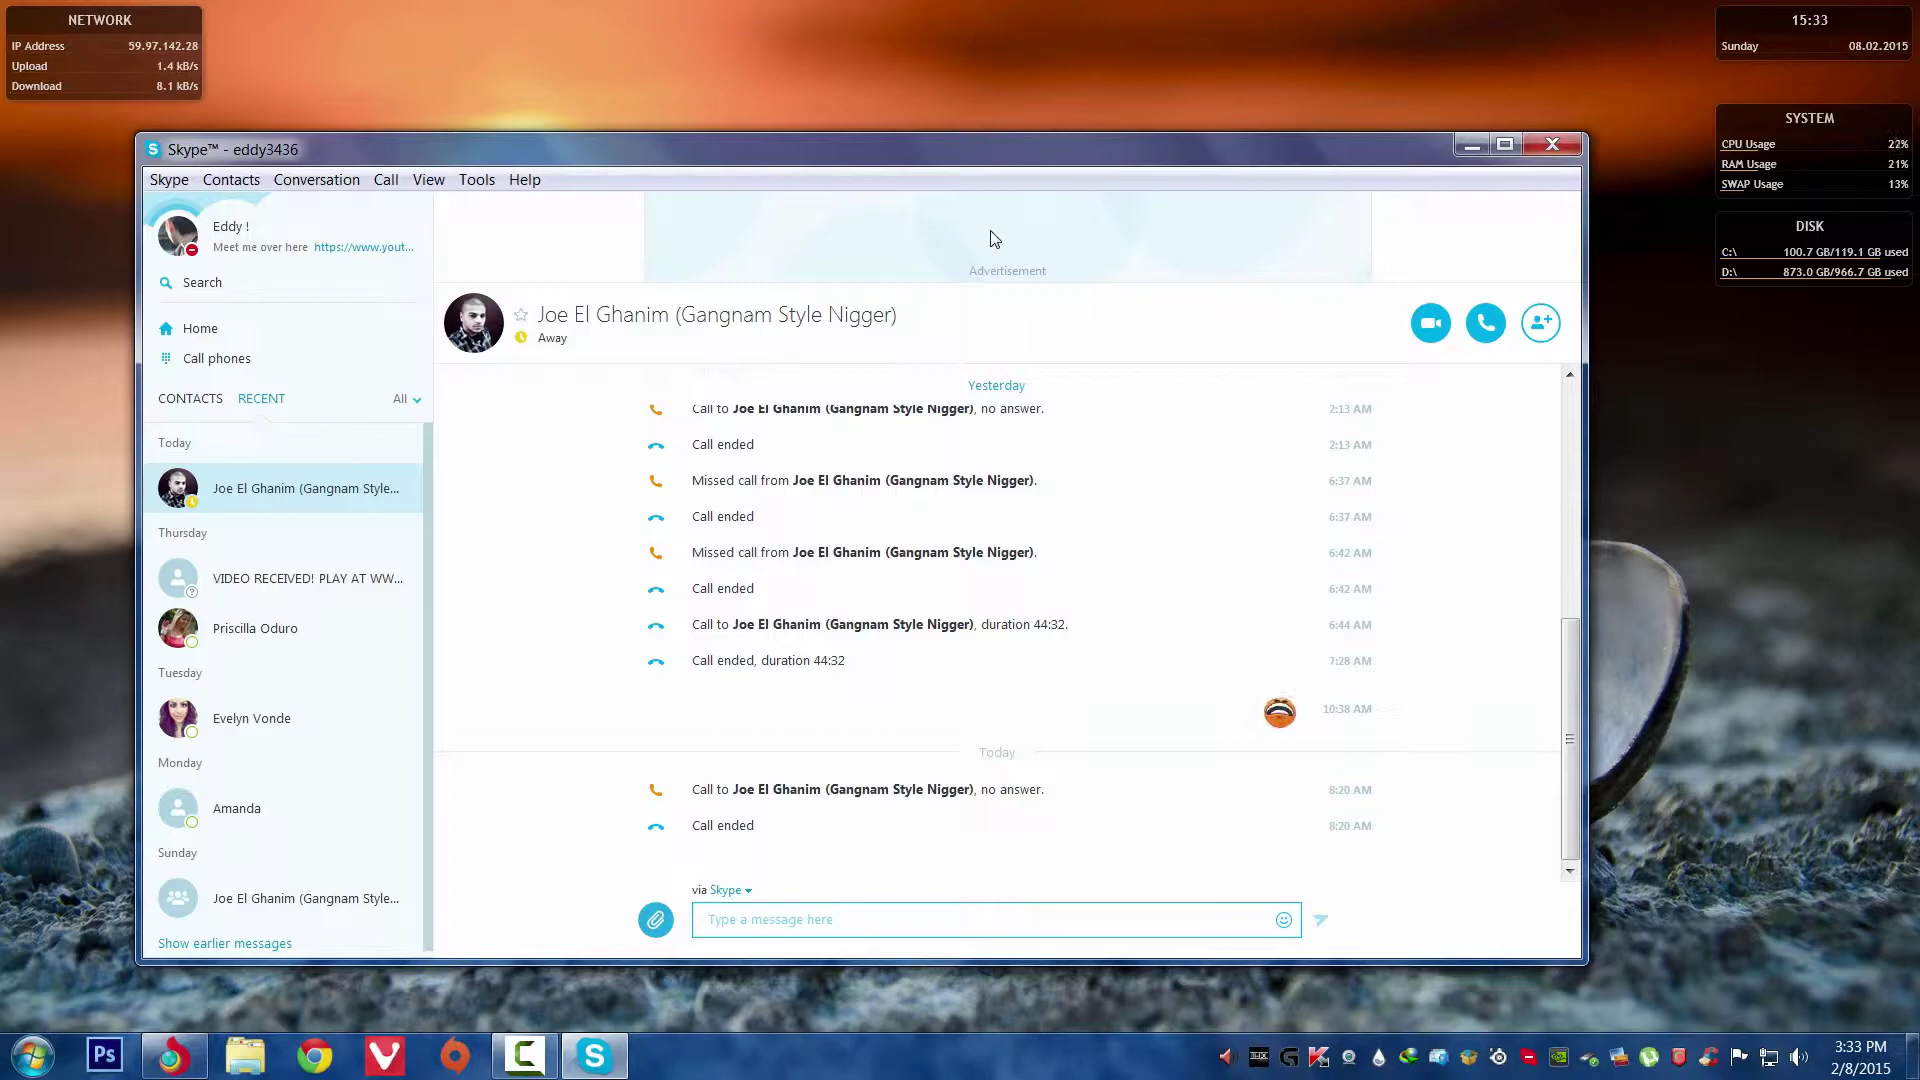 NETWORK
IP Address 59.97.142.28
Upload 1.4 kB/s
Download 8.1 kB/s
15:33
Sunday 08.02.2015
SYSTEM
CPU Usage 22%
RAM Usage 21%
SWAP Usage 13%
DISK
C:\ 100.7 GB/119.1 GB used
D:\ 873.0 GB/966.7 GB used
Skype™ - eddy3436
Skype Contacts Conversation Call View Tools Help
Eddy !
Meet me over here https://www.yout...
Search
Home
Call phones
CONTACTS RECENT All
Today
Joe El Ghanim (Gangnam Style...
Thursday
VIDEO RECEIVED! PLAY AT WW...
Priscilla Oduro
Tuesday
Evelyn Vonde
Monday
Amanda
Sunday
Joe El Ghanim (Gangnam Style...
Show earlier messages
Advertisement
Joe El Ghanim (Gangnam Style Nigger)
Away
Yesterday
Call to Joe El Ghanim (Gangnam Style Nigger), no answer. 2:13 AM
Call ended 2:13 AM
Missed call from Joe El Ghanim (Gangnam Style Nigger). 6:37 AM
Call ended 6:37 AM
Missed call from Joe El Ghanim (Gangnam Style Nigger). 6:42 AM
Call ended 6:42 AM
Call to Joe El Ghanim (Gangnam Style Nigger), duration 44:32. 6:44 AM
Call ended, duration 44:32 7:28 AM
10:38 AM
Today
Call to Joe El Ghanim (Gangnam Style Nigger), no answer. 8:20 AM
Call ended 8:20 AM
via Skype
Type a message here
Ps
THX
3:33 PM
2/8/2015